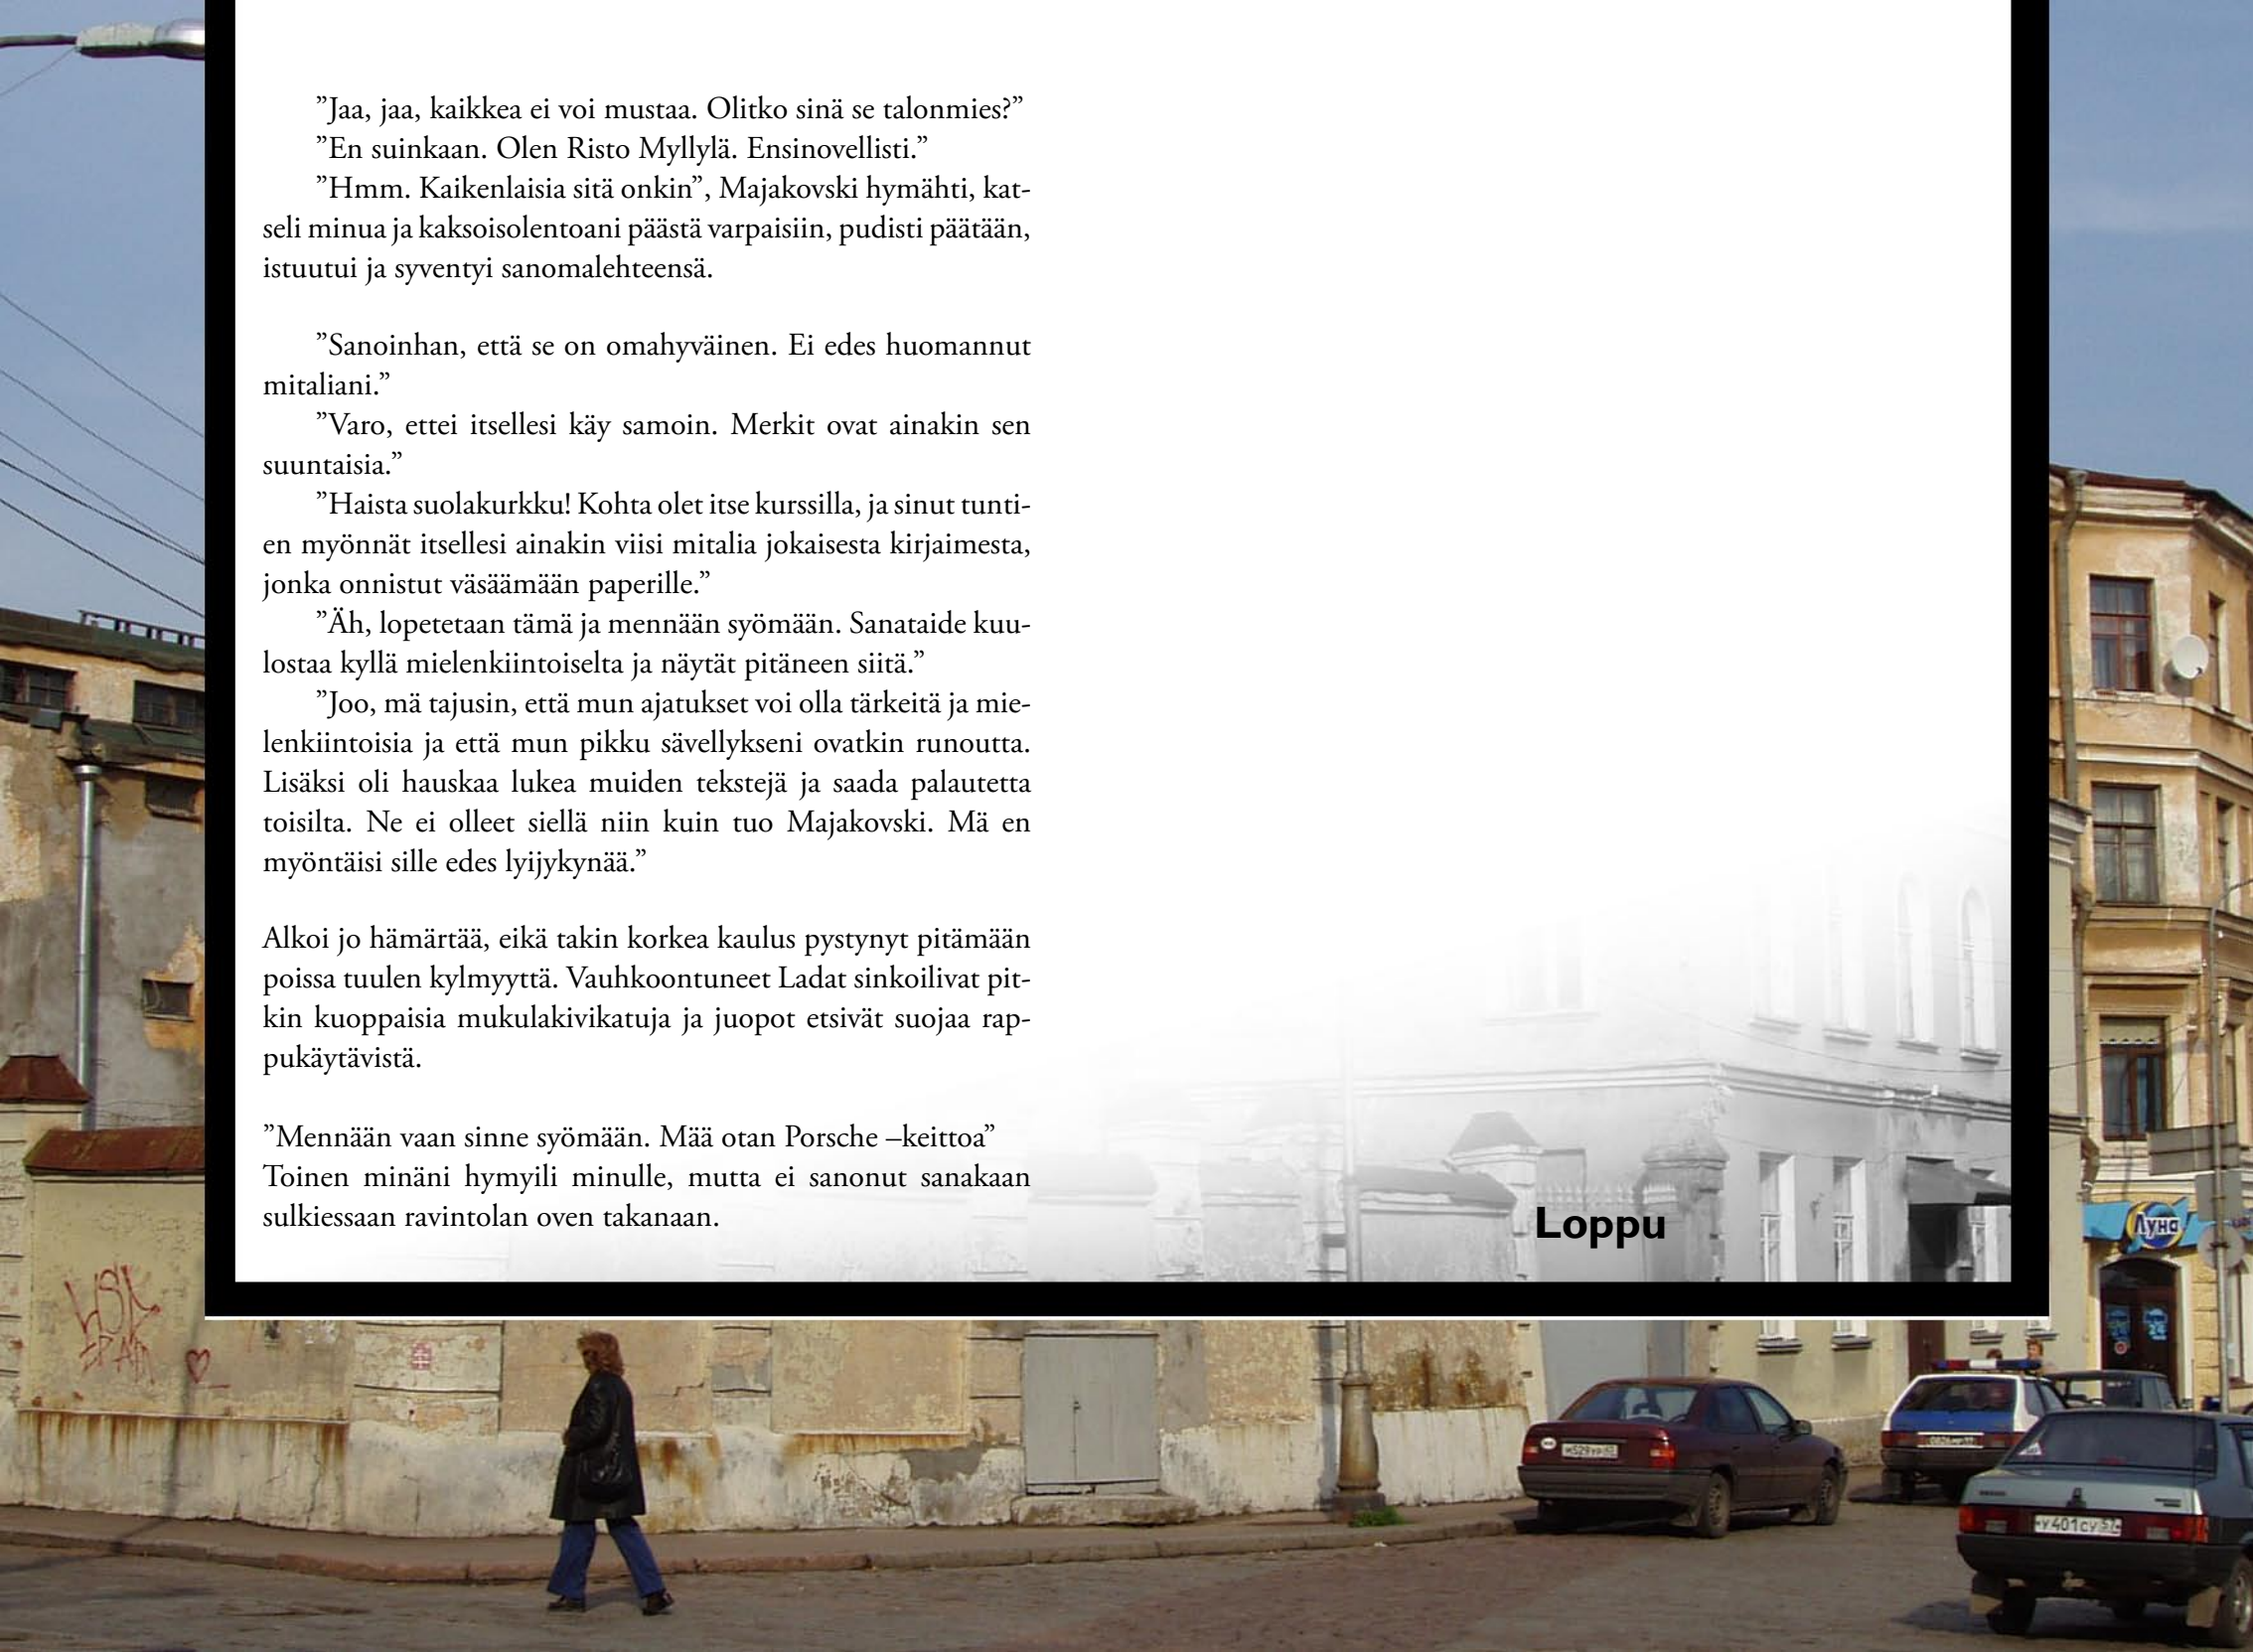 ”Jaa, jaa, kaikkea ei voi mustaa. Olitko sinä se talonmies?”
”En suinkaan. Olen Risto Myllylä. Ensinovellisti.”
”Hmm. Kaikenlaisia sitä onkin”, Majakovski hymähti, kat-
seli minua ja kaksoisolentoani päästä varpaisiin, pudisti päätään,
istuutui ja syventyi sanomalehteensä.
”Sanoinhan, että se on omahyväinen. Ei edes huomannut
mitaliani.”
”Varo, ettei itsellesi käy samoin. Merkit ovat ainakin sen
suuntaisia.”
”Haista suolakurkku! Kohta olet itse kurssilla, ja sinut tunti-
en myönnät itsellesi ainakin viisi mitalia jokaisesta kirjaimesta,
jonka onnistut väsäämään paperille.”
”Äh, lopetetaan tämä ja mennään syömään. Sanataide kuu-
lostaa kyllä mielenkiintoiselta ja näytät pitäneen siitä.”
”Joo, mä tajusin, että mun ajatukset voi olla tärkeitä ja mie-
lenkiintoisia ja että mun pikku sävellykseni ovatkin runoutta.
Lisäksi oli hauskaa lukea muiden tekstejä ja saada palautetta
toisilta. Ne ei olleet siellä niin kuin tuo Majakovski. Mä en
myöntäisi sille edes lyijykynää.”
Alkoi jo hämärtää, eikä takin korkea kaulus pystynyt pitämään
poissa tuulen kylmyyttä. Vauhkoontuneet Ladat sinkoilivat pit-
kin kuoppaisia mukulakivikatuja ja juopot etsivät suojaa rap-
pukäytävistä.
”Mennään vaan sinne syömään. Mää otan Porsche –keittoa”
Toinen minäni hymyili minulle, mutta ei sanonut sanakaan
sulkiessaan ravintolan oven takanaan.
Loppu
Луна
24
у401су 57